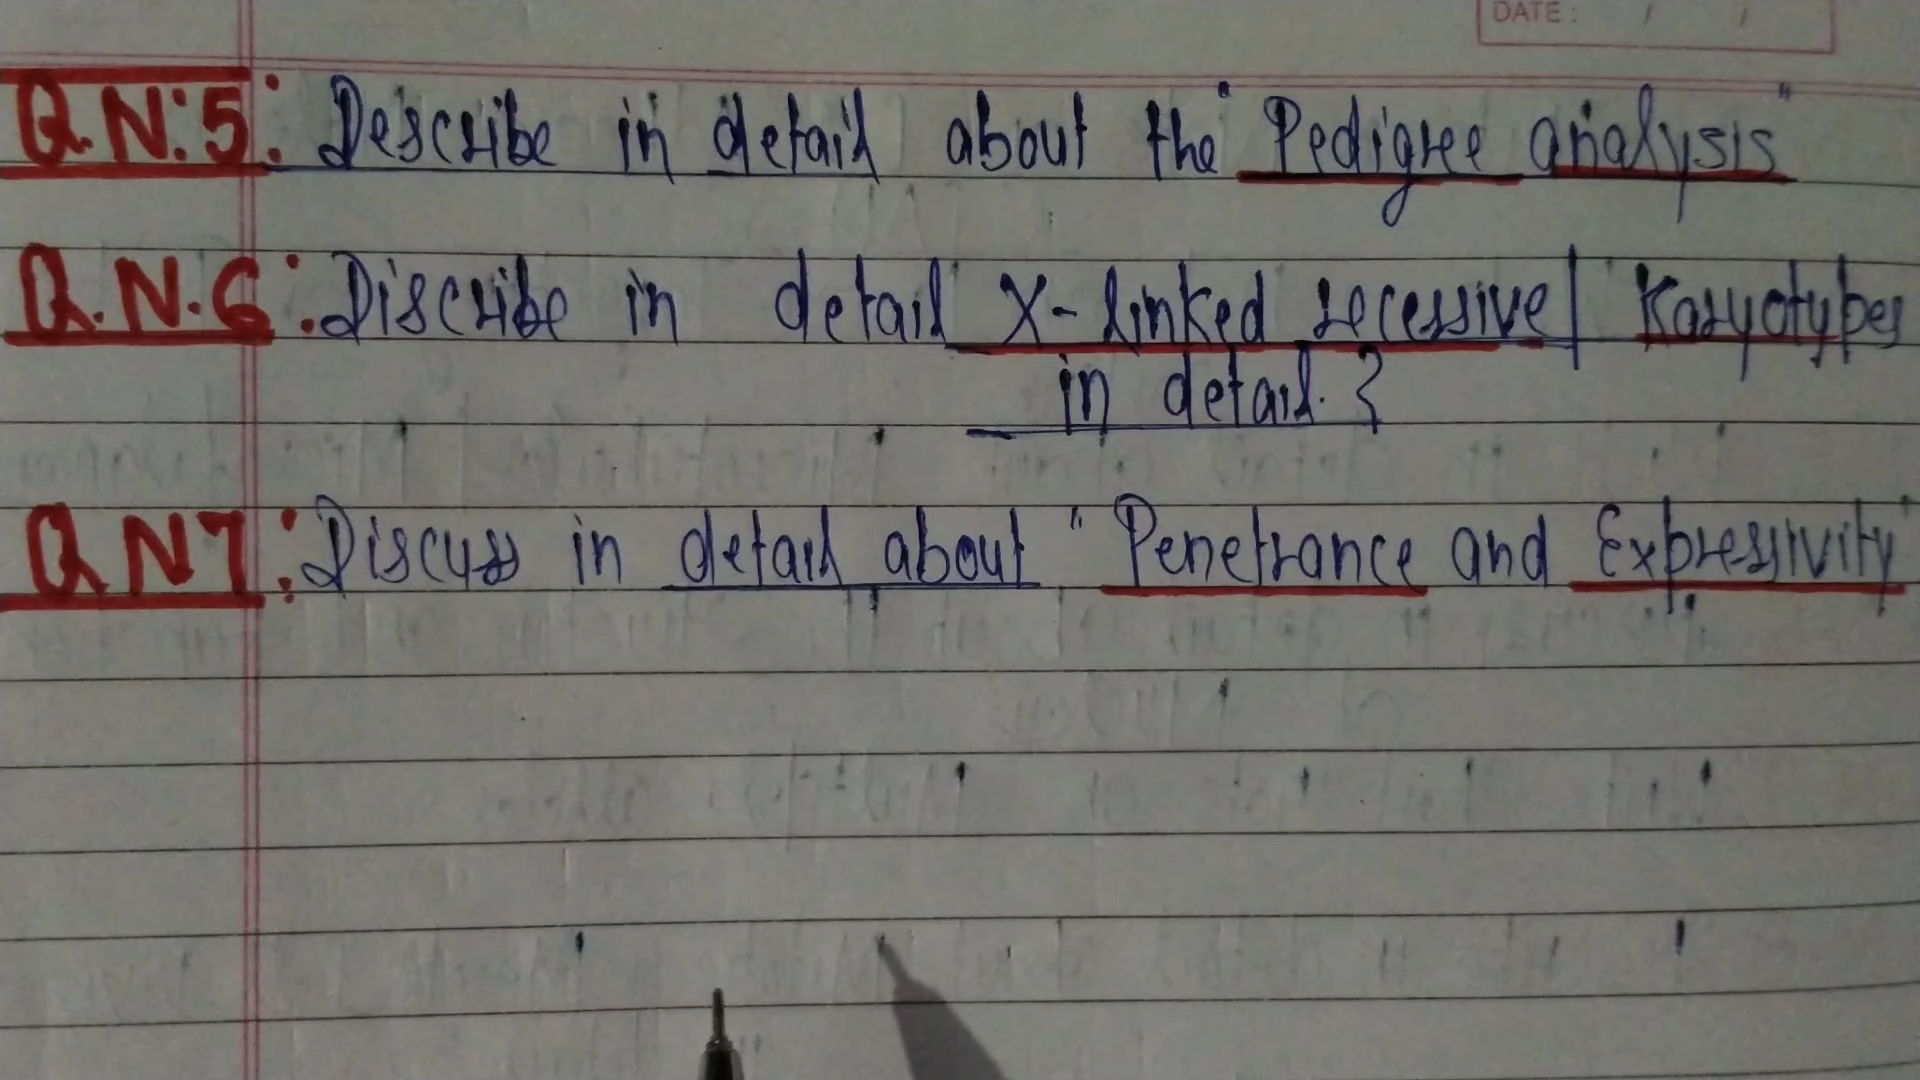 DATE: / /
Q.N:5: Describe in detail about the "Pedigree analysis"
Q.N.6: Discribe in detail X-linked recessive| Karyotypes
in detail. ?
Q N 7: Discuss in detail about "Penetrance and Expressivity"